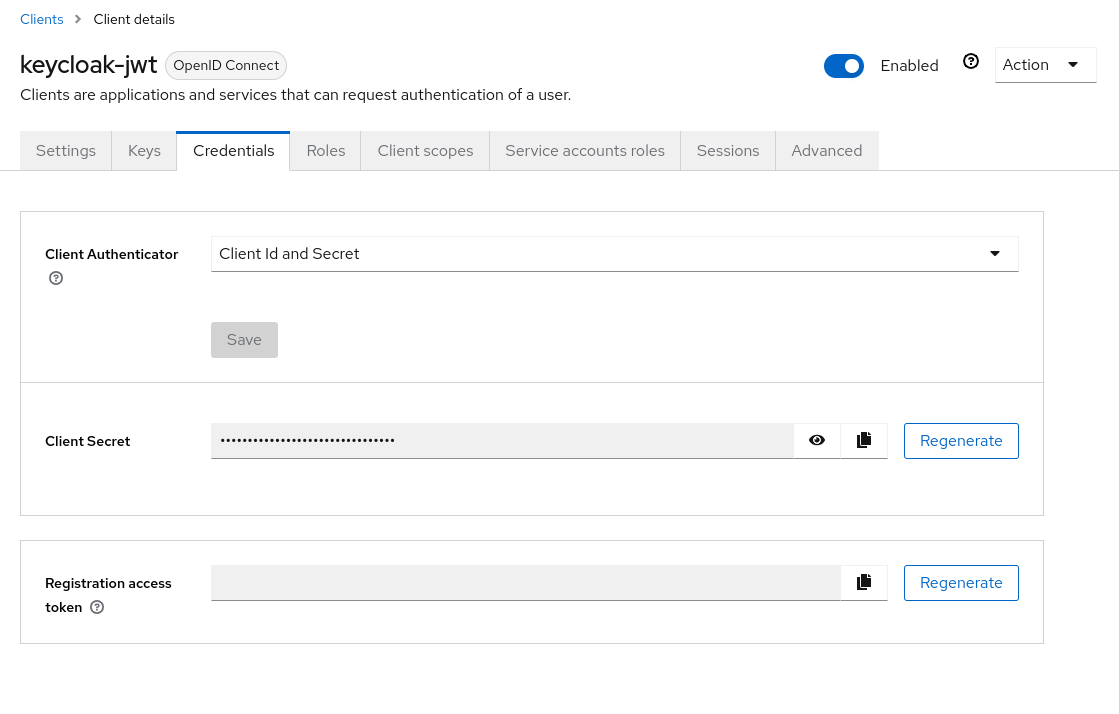 Clients > Client details
keycloak-jwt OpenID Connect Enabled Action
Clients are applications and services that can request authentication of a user.
Settings Keys Credentials Roles Client scopes Service accounts roles Sessions Advanced
Client Authenticator Client Id and Secret
Save
Client Secret •••••••••••••••••••••••••••••••• Regenerate
Registration access Regenerate
token